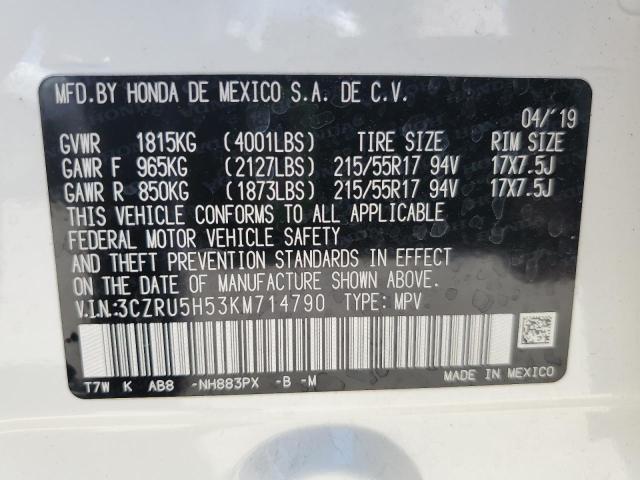 MFD.BY HONDA DE MEXICO S.A. DE C.V.
04/'19
GVWR 1815KG (4001LBS) TIRE SIZE RIM SIZE
GAWR F 965KG (2127LBS) 215/55R17 94V 17X7.5J
GAWR R 850KG (1873LBS) 215/55R17 94V 17X7.5J
THIS VEHICLE CONFORMS TO ALL APPLICABLE
FEDERAL MOTOR VEHICLE SAFETY
AND THEFT PREVENTION STANDARDS IN EFFECT
ON THE DATE OF MANUFACTURE SHOWN ABOVE.
V.I.N:3CZRU5H53KM714790 TYPE: MPV
T7W K AB8 -NH883PX -B -M
MADE IN MEXICO